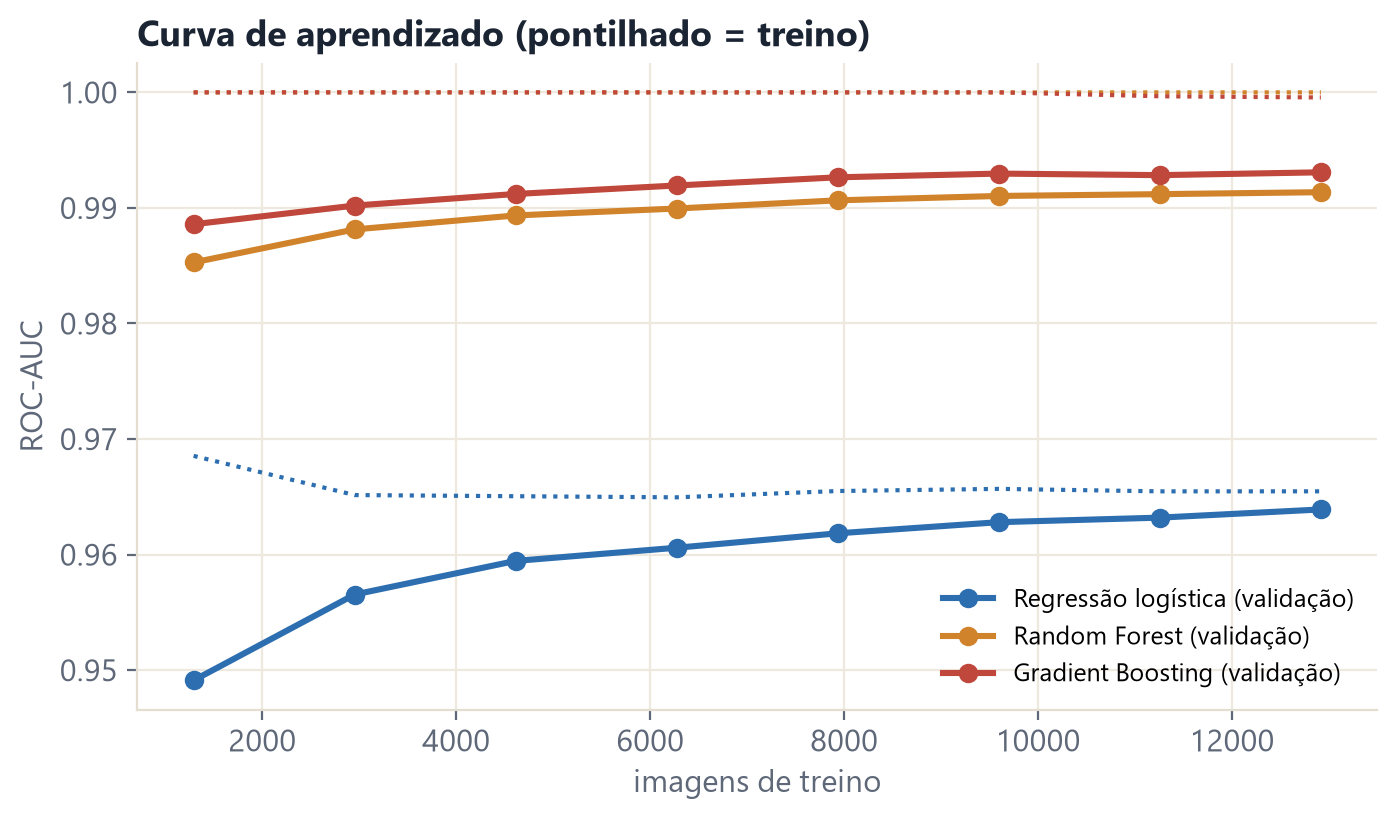 Curva de aprendizado (pontilhado = treino)
1.00
0.99
0.98
0.97
0.96
0.95
ROC-AUC
Regressão logística (validação)
Random Forest (validação)
Gradient Boosting (validação)
2000 4000 6000 8000 10000 12000
imagens de treino